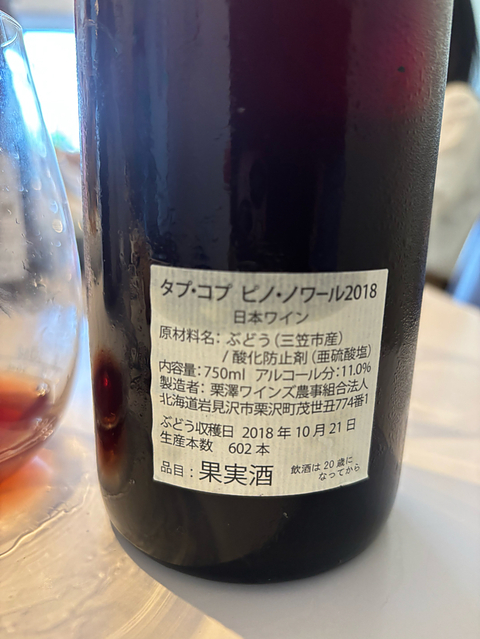 タプ・コプ ピノ・ノワール2018
日本ワイン
原材料名：ぶどう（三笠市産）
/ 酸化防止剤（亜硫酸塩）
内容量：750ml アルコール分：11.0%
製造者：栗澤ワインズ農事組合法人
北海道岩見沢市栗沢町茂世丑774番1
ぶどう収穫日 2018年10月21日
生産本数 602本
品目：果実酒 飲酒は20歳に
なってから